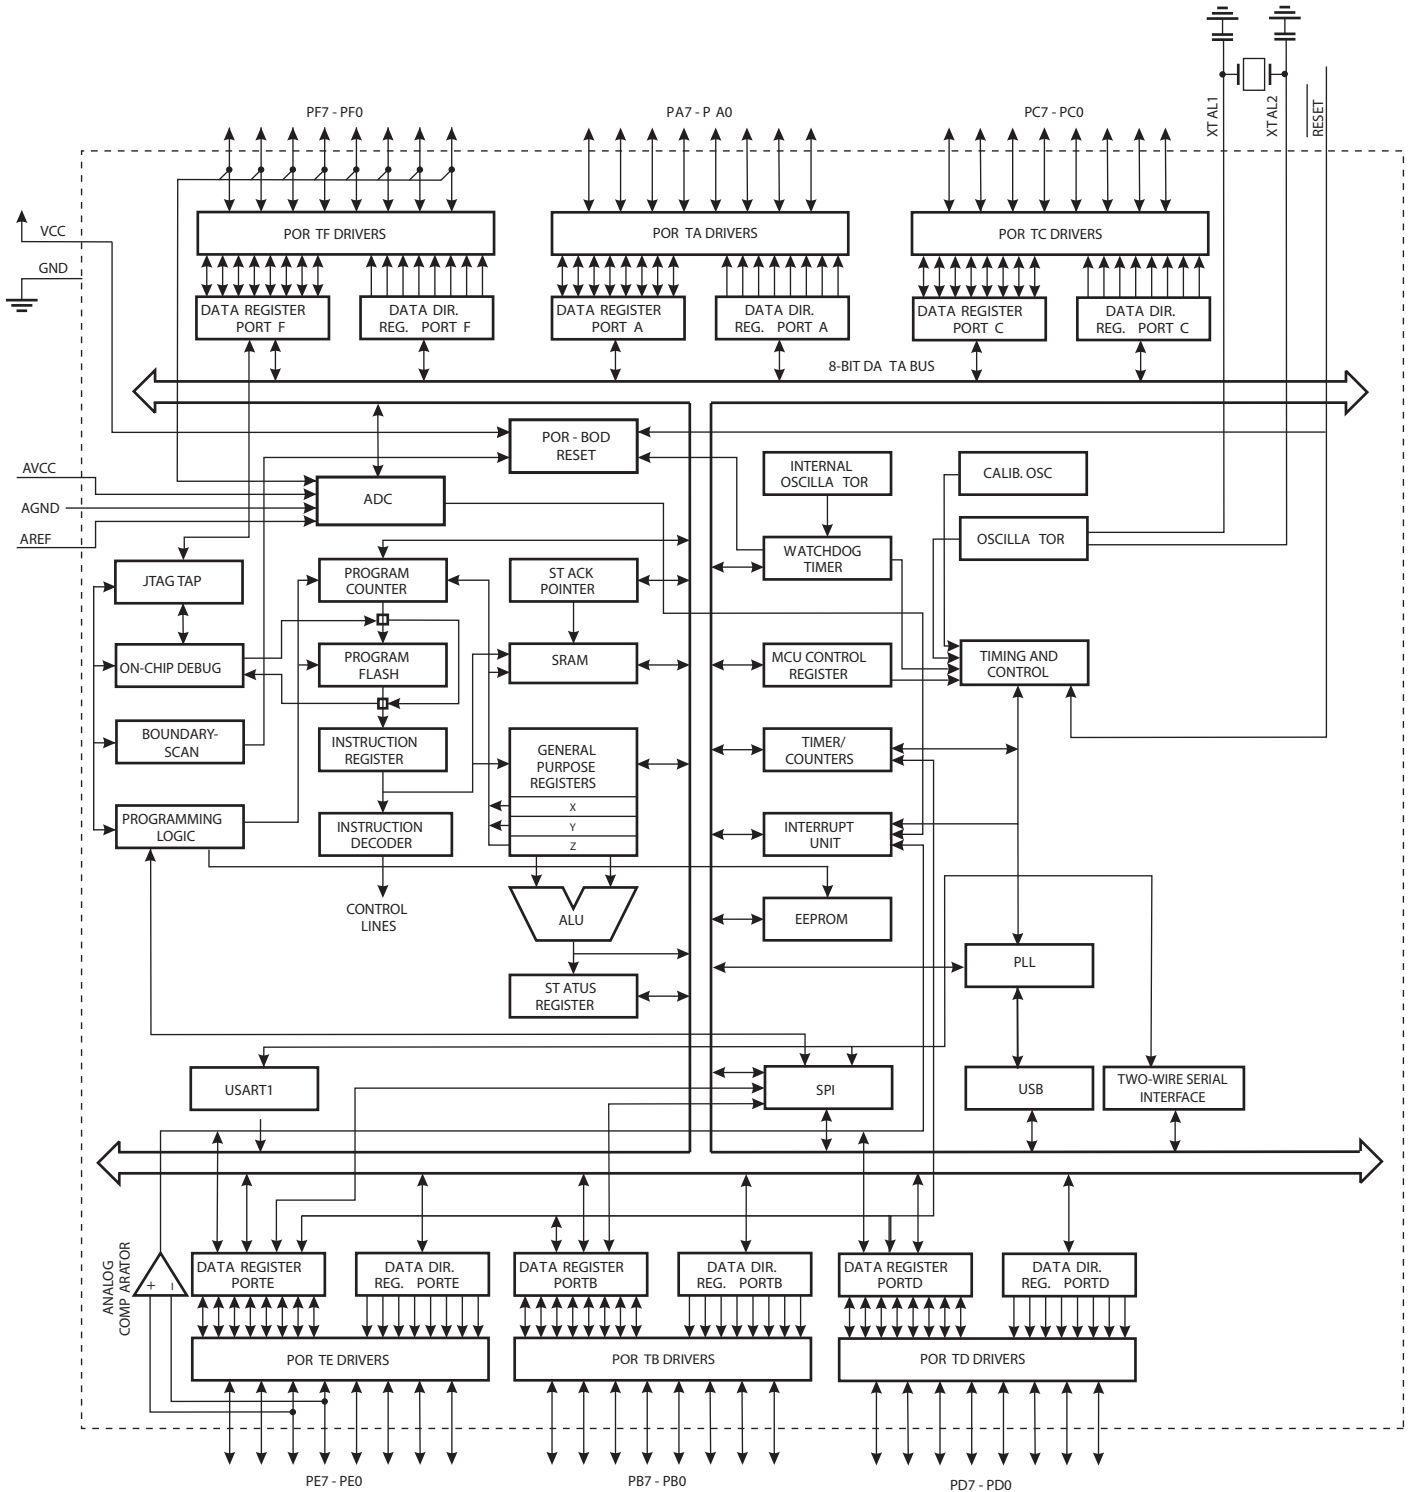 XT AL1
XT AL2
RESET
PF7 - PF0
PA7 - P A0
PC7 - PC0
VCC
GND
POR TF DRIVERS
POR TA DRIVERS
POR TC DRIVERS
DATA REGISTER
PORT F
DATA DIR.
REG. PORT F
DATA REGISTER
PORT A
DATA DIR.
REG. PORT A
DATA REGISTER
PORT C
DATA DIR.
REG. PORT C
8-BIT DA TA BUS
POR - BOD
RESET
INTERNAL
OSCILLA TOR
CALIB. OSC
AVCC
AGND
AREF
ADC
OSCILLA TOR
WATCHDOG
TIMER
JTAG TAP
PROGRAM
COUNTER
ST ACK
POINTER
ON-CHIP DEBUG
PROGRAM
FLASH
SRAM
MCU CONTROL
REGISTER
TIMING AND
CONTROL
BOUNDARY-
SCAN
INSTRUCTION
REGISTER
GENERAL
PURPOSE
REGISTERS
X
Y
Z
TIMER/
COUNTERS
PROGRAMMING
LOGIC
INSTRUCTION
DECODER
INTERRUPT
UNIT
CONTROL
LINES
ALU
EEPROM
PLL
ST ATUS
REGISTER
USART1
SPI
USB
TWO-WIRE SERIAL
INTERFACE
ANALOG
COMP ARATOR
+
−
DATA REGISTER
PORTE
DATA DIR.
REG. PORTE
DATA REGISTER
PORTB
DATA DIR.
REG. PORTB
DATA REGISTER
PORTD
DATA DIR.
REG. PORTD
POR TE DRIVERS
POR TB DRIVERS
POR TD DRIVERS
PE7 - PE0
PB7 - PB0
PD7 - PD0